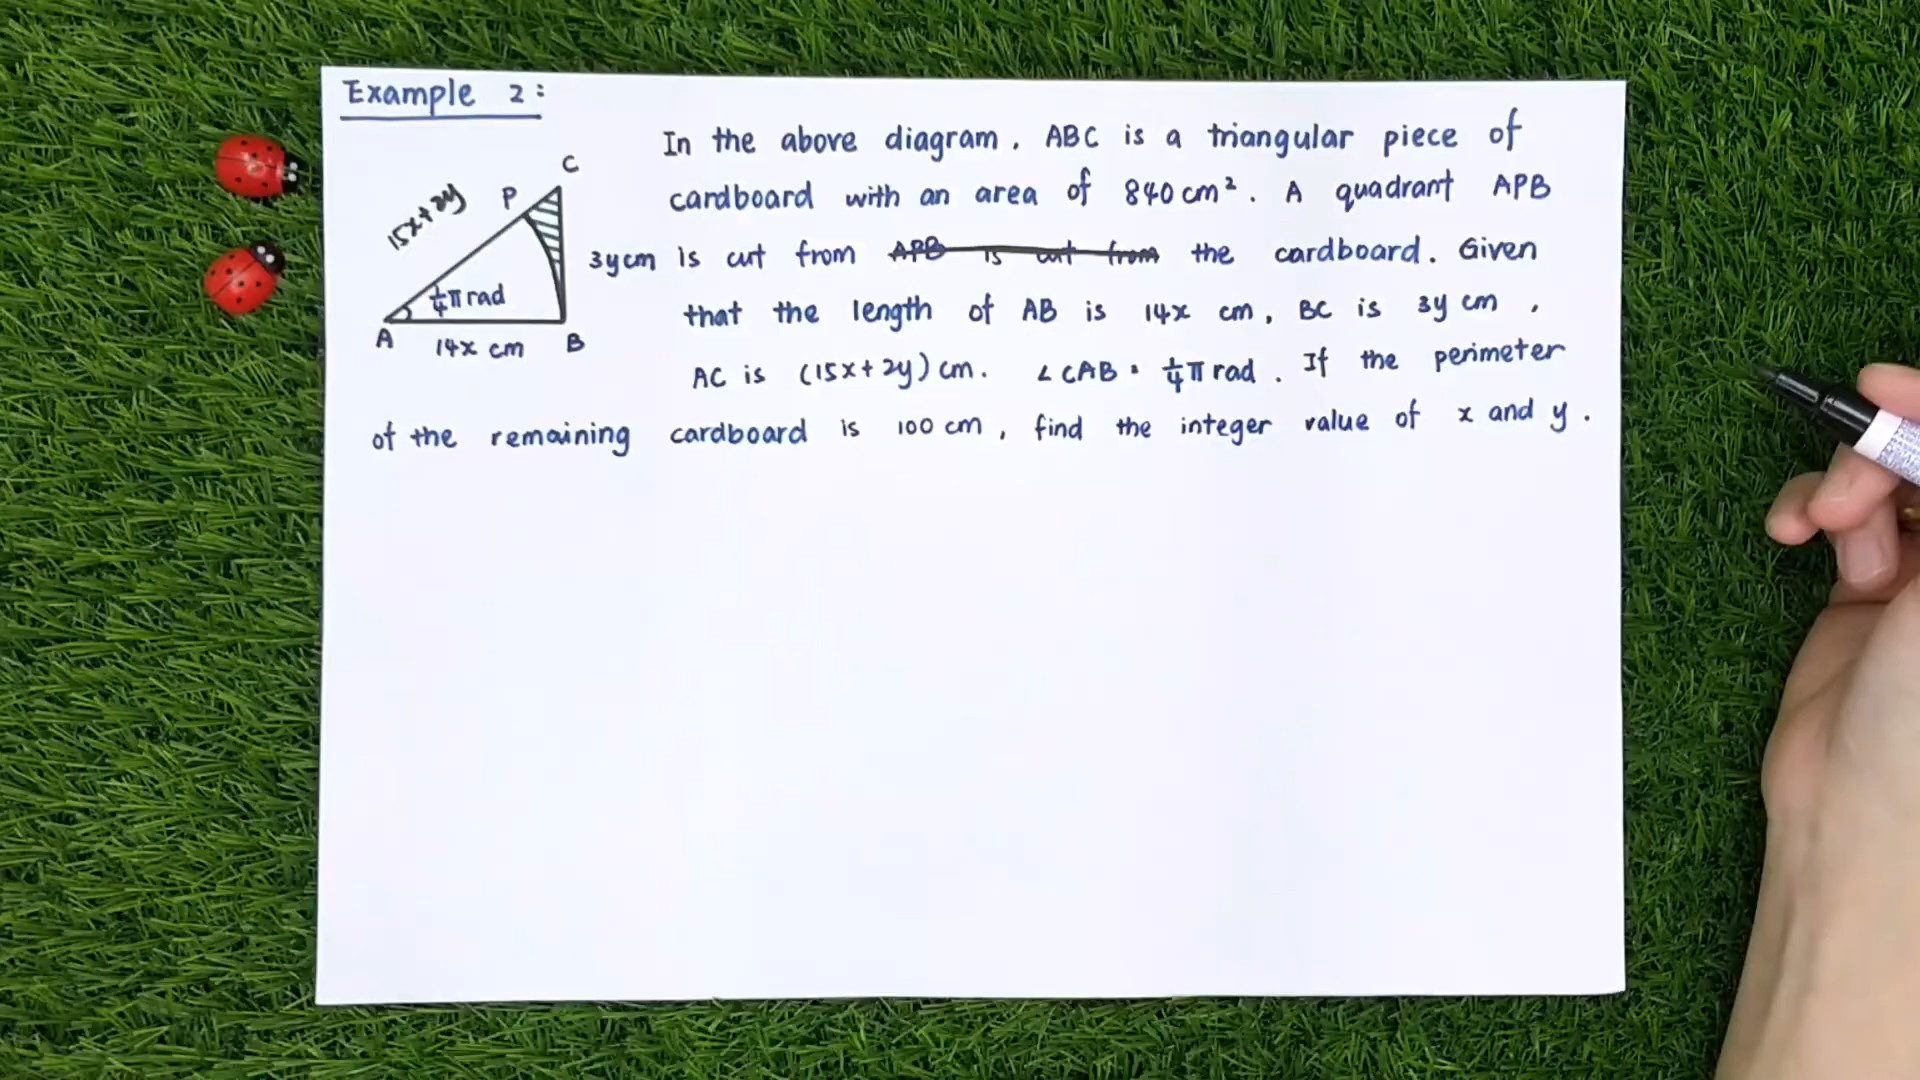 Example 2:
In the above diagram, ABC is a triangular piece of
cardboard with an area of 840 cm². A quadrant APB
is cut from APB is cut from the cardboard. Given
that the length of AB is 14x cm, BC is 3y cm,
AC is (15x+2y) cm. ∠CAB = ¼π rad. If the perimeter
of the remaining cardboard is 100 cm, find the integer value of x and y.
C
P
15x+2y
3y cm
¼π rad
A
14x cm
B